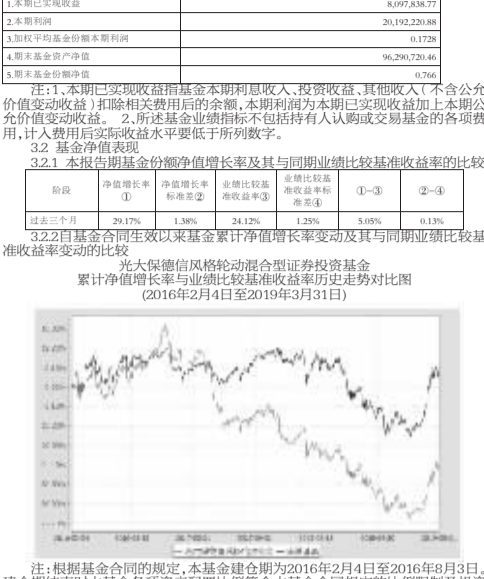 1.本期已实现收益 8,097,838.77
2.本期利润 20,192,220.88
3.加权平均基金份额本期利润 0.1728
4.期末基金资产净值 96,290,720.46
5.期末基金份额净值 0.766
注:1、本期已实现收益指基金本期利息收入、投资收益、其他收入(不含公允
价值变动收益)扣除相关费用后的余额,本期利润为本期已实现收益加上本期公
允价值变动收益。 2、所述基金业绩指标不包括持有人认购或交易基金的各项费
用,计入费用后实际收益水平要低于所列数字。
3.2 基金净值表现
3.2.1 本报告期基金份额净值增长率及其与同期业绩比较基准收益率的比较
阶段 净值增长率① 净值增长率标准差② 业绩比较基准收益率③ 业绩比较基准收益率标准差④ ①-③ ②-④
过去三个月 29.17% 1.38% 24.12% 1.25% 5.05% 0.13%
3.2.2自基金合同生效以来基金累计净值增长率变动及其与同期业绩比较基
准收益率变动的比较
光大保德信风格轮动混合型证券投资基金
累计净值增长率与业绩比较基准收益率历史走势对比图
(2016年2月4日至2019年3月31日)
注:根据基金合同的规定,本基金建仓期为2016年2月4日至2016年8月3日。